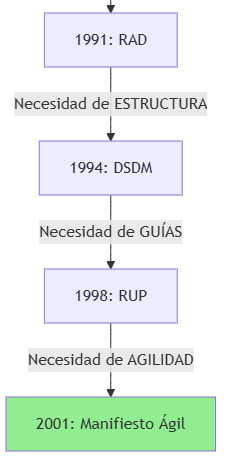 1991: RAD
Necesidad de ESTRUCTURA
1994: DSDM
Necesidad de GUÍAS
1998: RUP
Necesidad de AGILIDAD
2001: Manifiesto Ágil